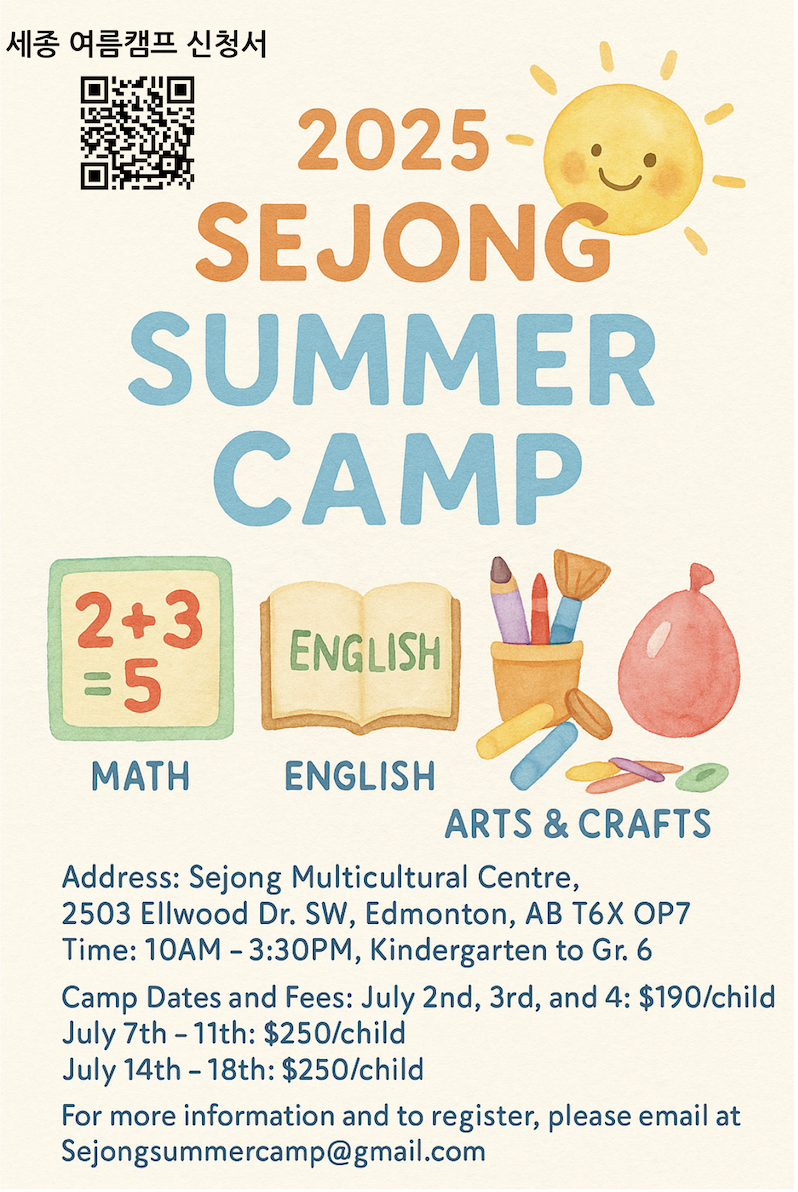 세종 여름캠프 신청서
2025
SEJONG
SUMMER
CAMP
2+3
=5
ENGLISH
MATH
ENGLISH
ARTS & CRAFTS
Address: Sejong Multicultural Centre,
2503 Ellwood Dr. SW, Edmonton, AB T6X OP7
Time: 10AM – 3:30PM, Kindergarten to Gr. 6
Camp Dates and Fees: July 2nd, 3rd, and 4: $190/child
July 7th – 11th: $250/child
July 14th – 18th: $250/child
For more information and to register, please email at
Sejongsummercamp@gmail.com